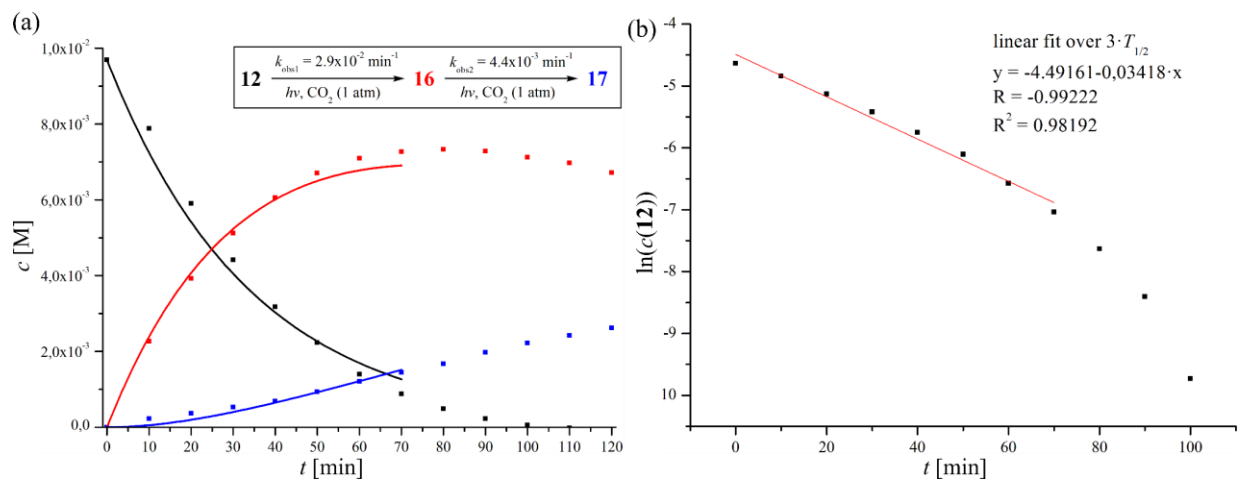 (a)
1,0x10⁻²
8,0x10⁻³
6,0x10⁻³
4,0x10⁻³
2,0x10⁻³
0,0
c [M]
k_obs1 = 2.9x10⁻² min⁻¹
k_obs2 = 4.4x10⁻³ min⁻¹
12 → 16 → 17
hν, CO₂ (1 atm)
hν, CO₂ (1 atm)
0 10 20 30 40 50 60 70 80 90 100 110 120
t [min]
(b)
-4
-5
-6
-7
-8
-9
10
ln(c(12))
linear fit over 3·T₁/₂
y = -4.49161-0,03418·x
R = -0.99222
R² = 0.98192
0 20 40 60 80 100
t [min]